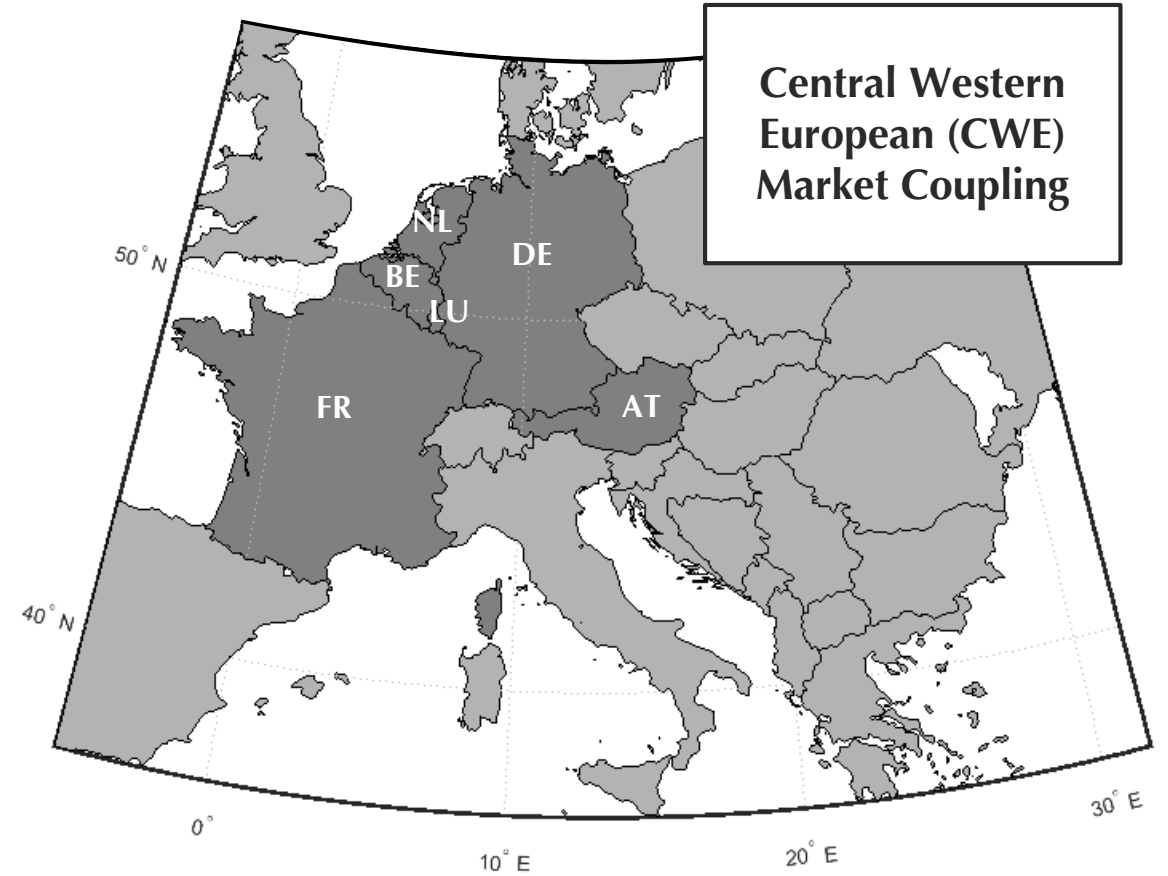 Central Western
European (CWE)
Market Coupling
NL
DE
50° N
BE
LU
FR
AT
40° N
0°
10° E
20° E
30° E